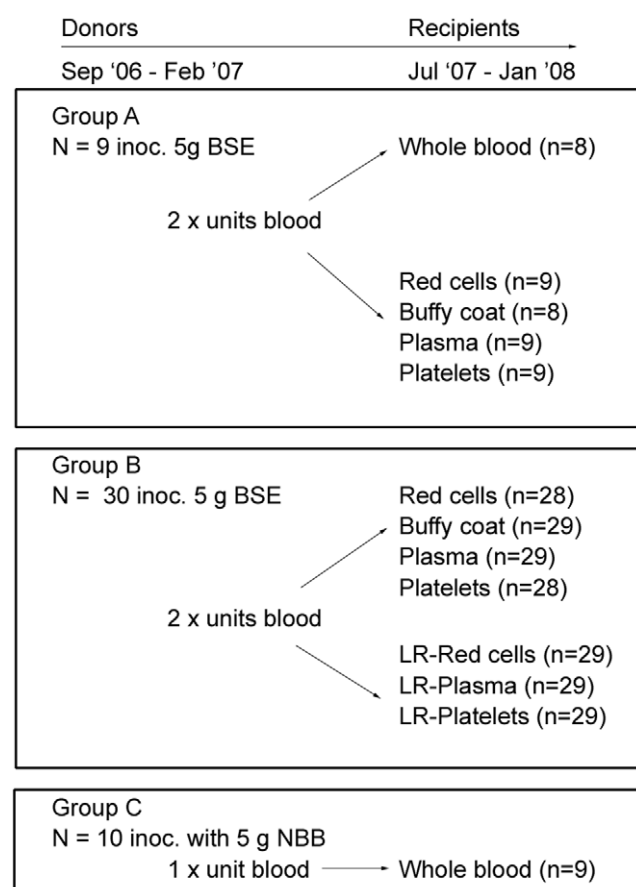 Donors Recipients
Sep ‘06 - Feb ’07 Jul ‘07 - Jan ’08
Group A
N = 9 inoc. 5g BSE Whole blood (n=8)
2 x units blood
Red cells (n=9)
Buffy coat (n=8)
Plasma (n=9)
Platelets (n=9)
Group B
N = 30 inoc. 5 g BSE Red cells (n=28)
Buffy coat (n=29)
Plasma (n=29)
Platelets (n=28)
2 x units blood
LR-Red cells (n=29)
LR-Plasma (n=29)
LR-Platelets (n=29)
Group C
N = 10 inoc. with 5 g NBB
1 x unit blood Whole blood (n=9)